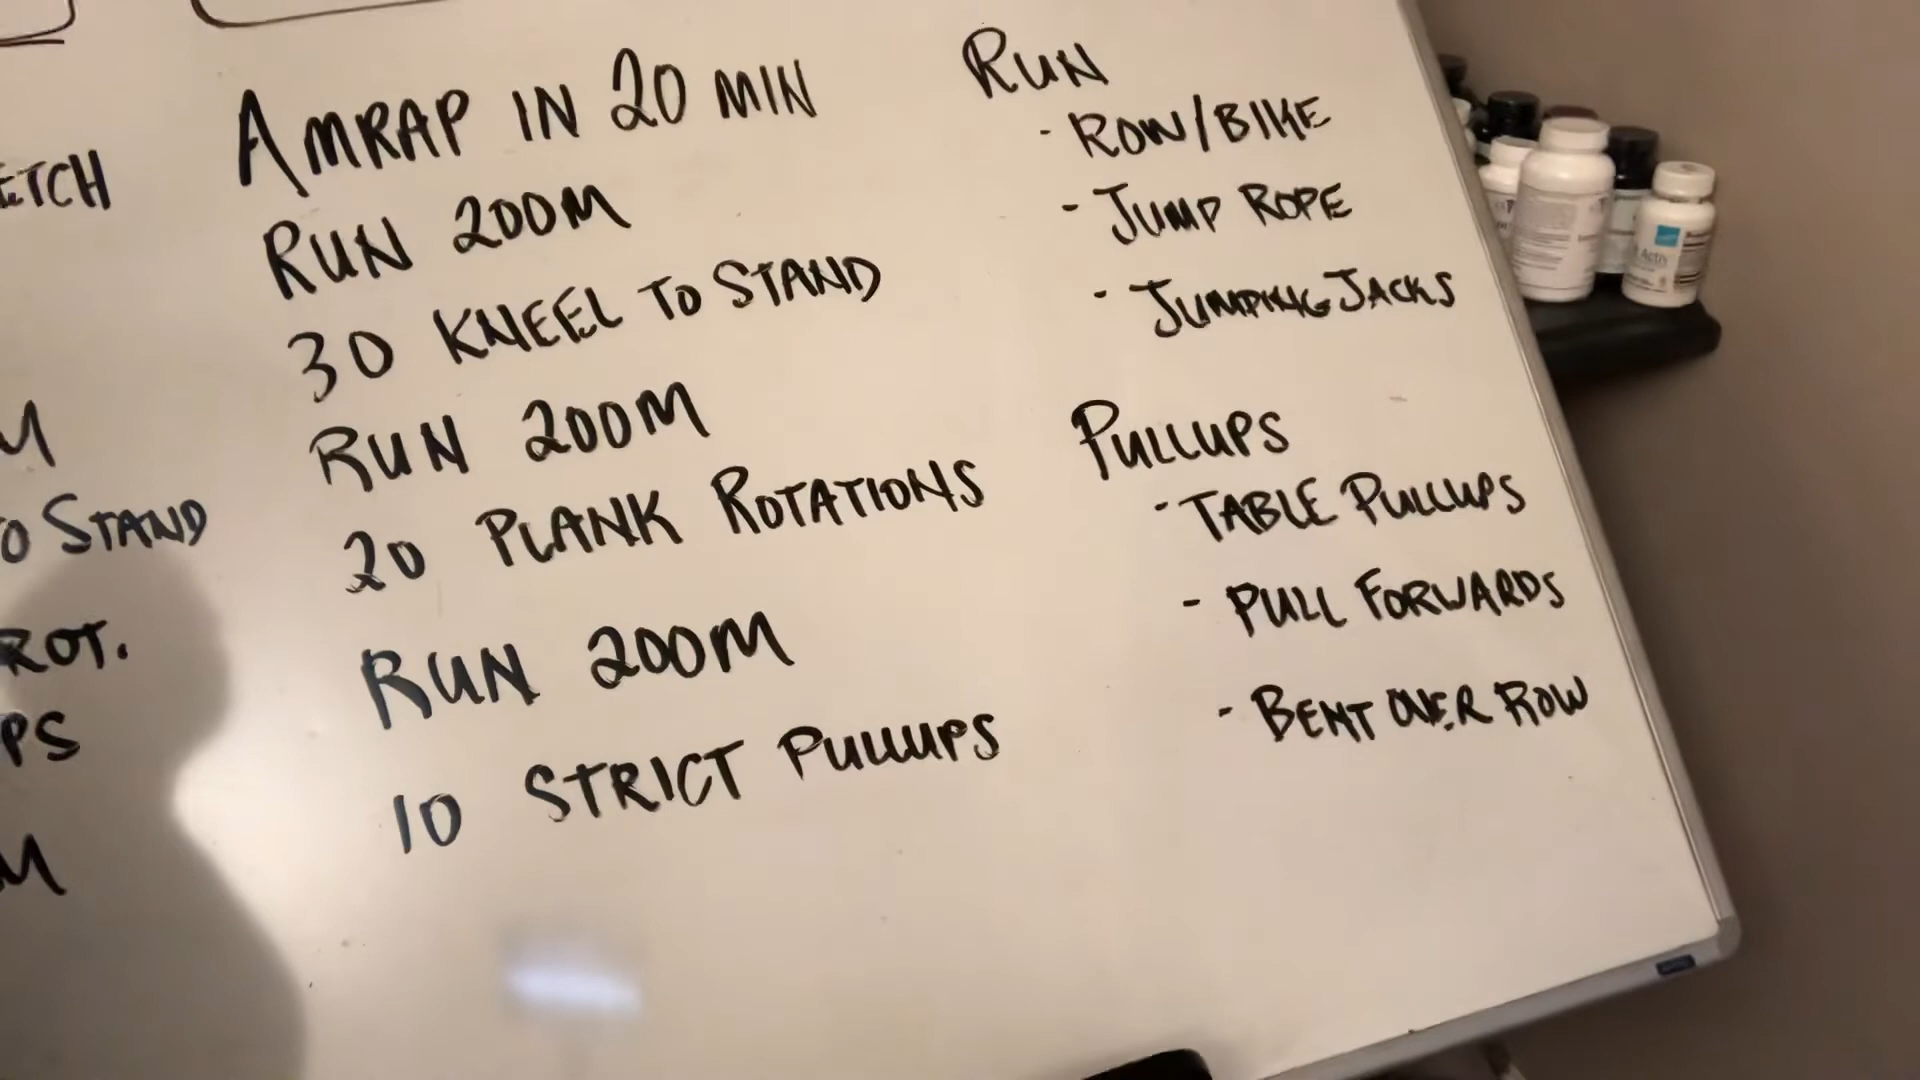 ETCH
M
O STAND
ROT.
PS
M
AMRAP IN 20 MIN
RUN 200M
30 KNEEL TO STAND
RUN 200M
20 PLANK ROTATIONS
RUN 200M
10 STRICT PULLUPS
RUN
- ROW/BIKE
- JUMP ROPE
- JUMPING JACKS
PULLUPS
- TABLE PULLUPS
- PULL FORWARDS
- BENT OVER ROW
Activ